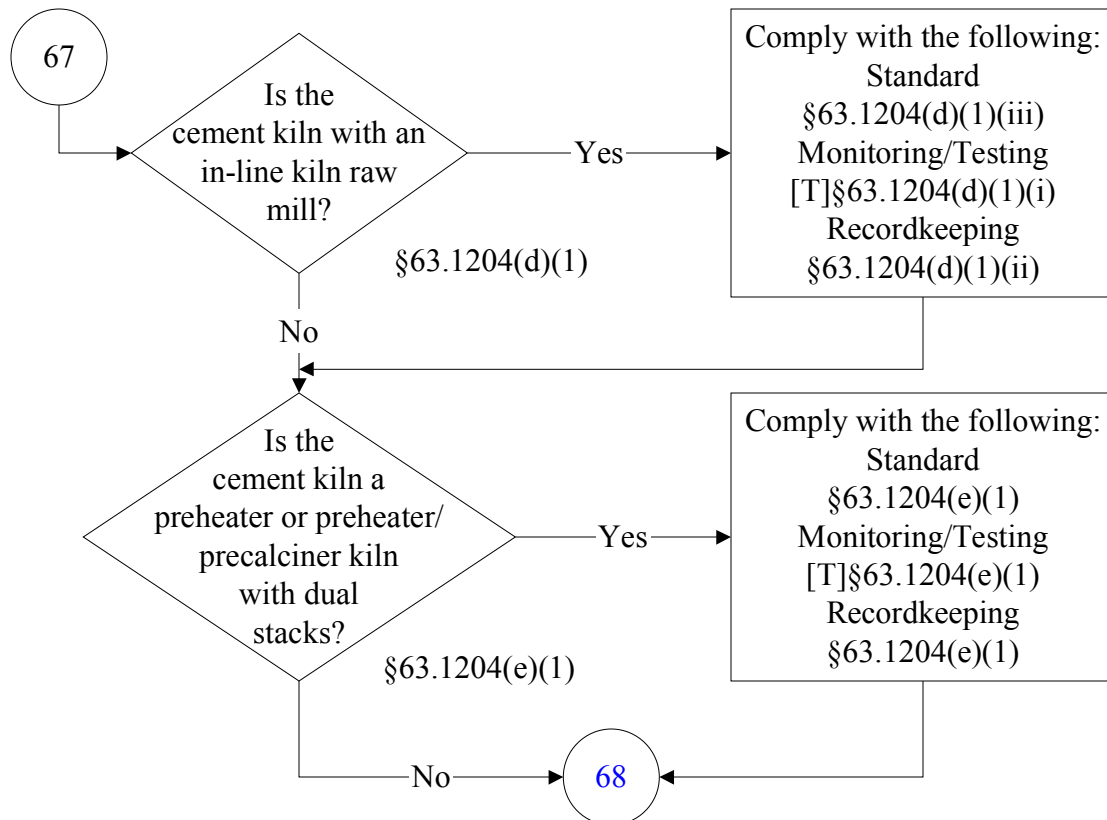 67
Is the
cement kiln with an
in-line kiln raw
mill?
§63.1204(d)(1)
Yes
Comply with the following:
Standard
§63.1204(d)(1)(iii)
Monitoring/Testing
[T]§63.1204(d)(1)(i)
Recordkeeping
§63.1204(d)(1)(ii)
No
Is the
cement kiln a
preheater or preheater/
precalciner kiln
with dual
stacks?
§63.1204(e)(1)
Yes
Comply with the following:
Standard
§63.1204(e)(1)
Monitoring/Testing
[T]§63.1204(e)(1)
Recordkeeping
§63.1204(e)(1)
No
68